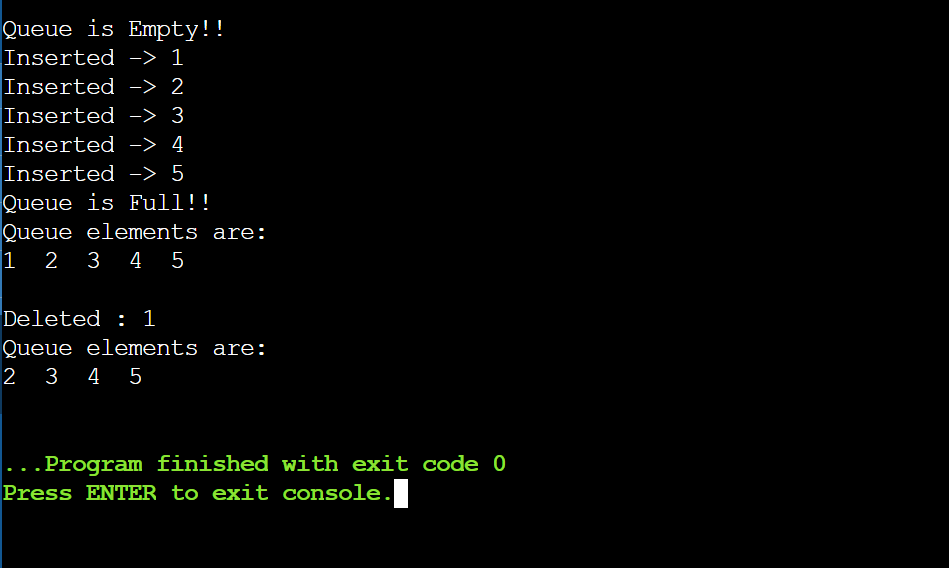 Queue is Empty!!
Inserted -> 1
Inserted -> 2
Inserted -> 3
Inserted -> 4
Inserted -> 5
Queue is Full!!
Queue elements are:
1  2  3  4  5
Deleted : 1
Queue elements are:
2  3  4  5
...Program finished with exit code 0
Press ENTER to exit console.